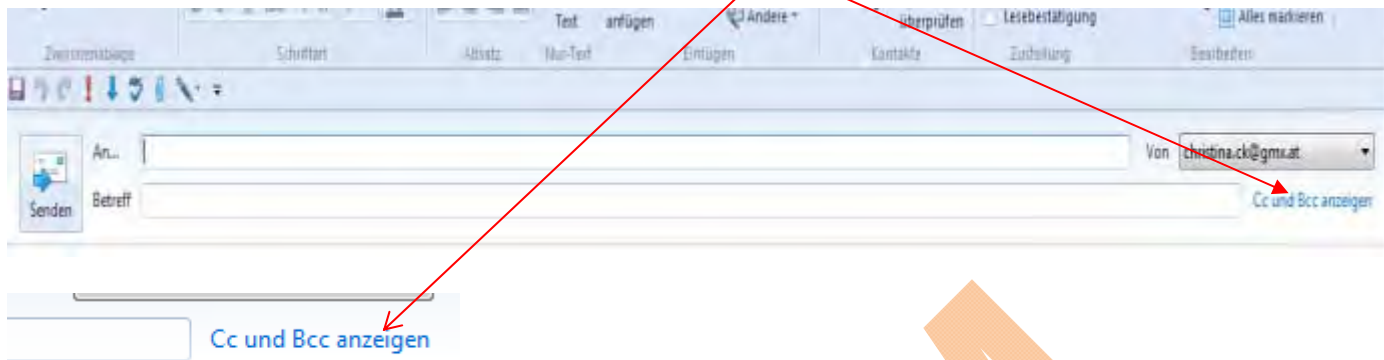 Text anfügen Andere überprüfen Lesebestätigung Alles markieren
Zwischenablage Schriftart Absatz Nur-Text Einfügen Kontakte Zustellung Bearbeiten
An... Von christina.ck@gmx.at
Senden Betreff Cc und Bcc anzeigen
Cc und Bcc anzeigen